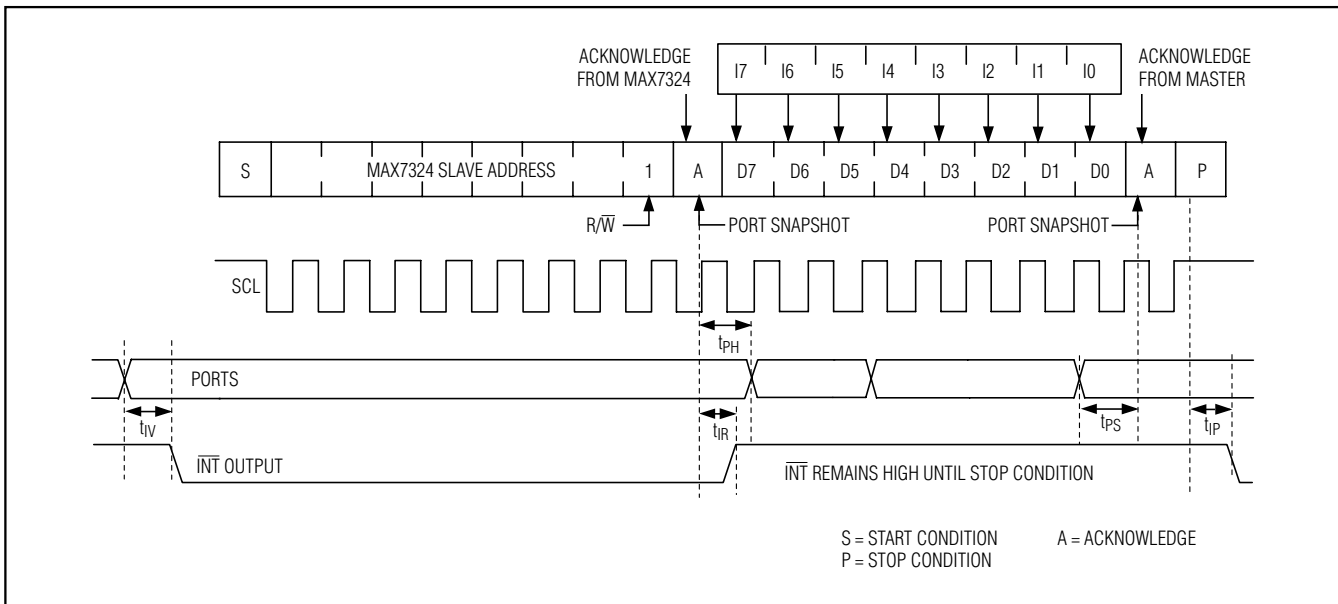 ACKNOWLEDGE
FROM MAX7324
I7 I6 I5 I4 I3 I2 I1 I0
ACKNOWLEDGE
FROM MASTER
S MAX7324 SLAVE ADDRESS 1 A D7 D6 D5 D4 D3 D2 D1 D0 A P
R/W̅ PORT SNAPSHOT PORT SNAPSHOT
SCL
tPH
PORTS
tIV tIR tPS tIP
I̅N̅T̅ OUTPUT I̅N̅T̅ REMAINS HIGH UNTIL STOP CONDITION
S = START CONDITION A = ACKNOWLEDGE
P = STOP CONDITION